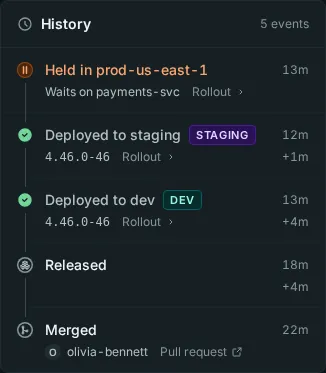 History 5 events
Held in prod-us-east-1 13m
Waits on payments-svc Rollout ›
Deployed to staging STAGING 12m
4.46.0-46 Rollout › +1m
Deployed to dev DEV 13m
4.46.0-46 Rollout › +4m
Released 18m
+4m
Merged 22m
O olivia-bennett Pull request